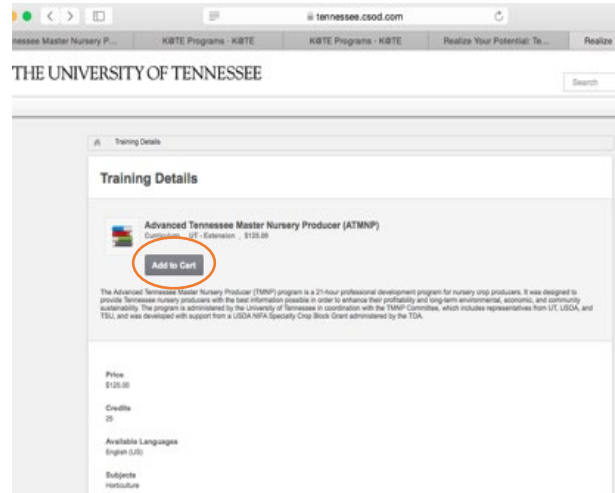 tennessee.csod.com
nessee Master Nursery P...
K@TE Programs - K@TE
K@TE Programs - K@TE
Realize Your Potential: Te...
Realize
THE UNIVERSITY OF TENNESSEE
Search
Training Details
Training Details
Advanced Tennessee Master Nursery Producer (ATMNP)
Curriculum , UT - Extension , $125.00
Add to Cart
The Advanced Tennessee Master Nursery Producer (TMNP) program is a 21-hour professional development program for nursery crop producers. It was designed to
provide Tennessee nursery producers with the best information possible in order to enhance their profitability and long-term environmental, economic, and community
sustainability. The program is administered by the University of Tennessee in coordination with the TMNP Committee, which includes representatives from UT, USDA, and
TSU, and was developed with support from a USDA NIFA Specialty Crop Block Grant administered by the TDA.
Price
$125.00
Credits
25
Available Languages
English (US)
Subjects
Horticulture